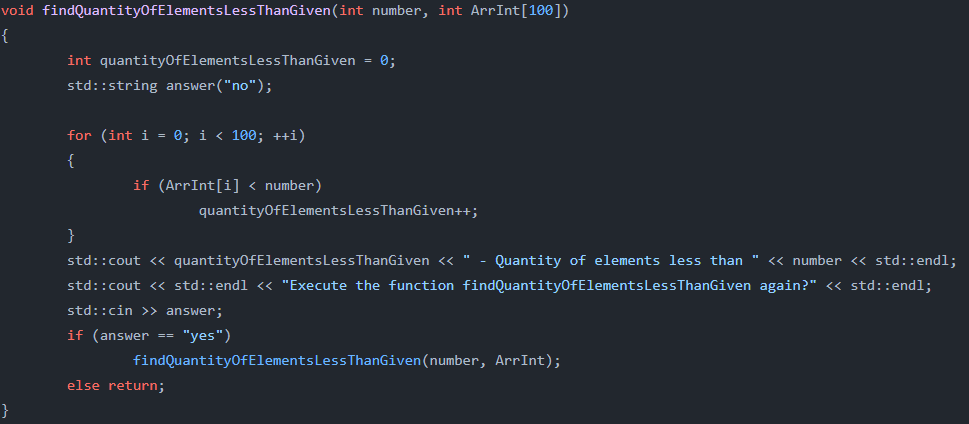 void findQuantityOfElementsLessThanGiven(int number, int ArrInt[100])
{
int quantityOfElementsLessThanGiven = 0;
std::string answer("no");
for (int i = 0; i < 100; ++i)
{
if (ArrInt[i] < number)
quantityOfElementsLessThanGiven++;
}
std::cout << quantityOfElementsLessThanGiven << " - Quantity of elements less than " << number << std::endl;
std::cout << std::endl << "Execute the function findQuantityOfElementsLessThanGiven again?" << std::endl;
std::cin >> answer;
if (answer == "yes")
findQuantityOfElementsLessThanGiven(number, ArrInt);
else return;
}